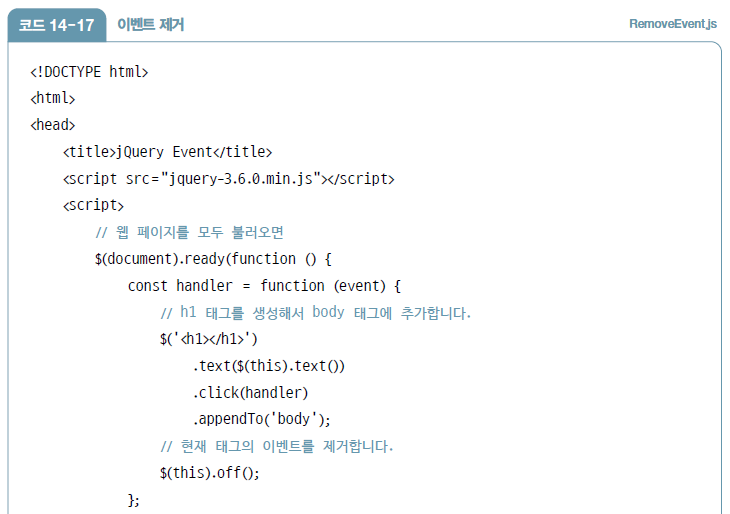 코드 14-17 이벤트 제거 RemoveEvent.js
<!DOCTYPE html>
<html>
<head>
<title>jQuery Event</title>
<script src="jquery-3.6.0.min.js"></script>
<script>
// 웹 페이지를 모두 불러오면
$(document).ready(function () {
const handler = function (event) {
// h1 태그를 생성해서 body 태그에 추가합니다.
$('<h1></h1>')
.text($(this).text())
.click(handler)
.appendTo('body');
// 현재 태그의 이벤트를 제거합니다.
$(this).off();
};